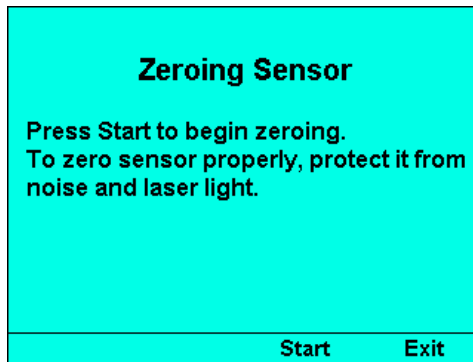 Zeroing Sensor
Press Start to begin zeroing.
To zero sensor properly, protect it from
noise and laser light.
Start Exit